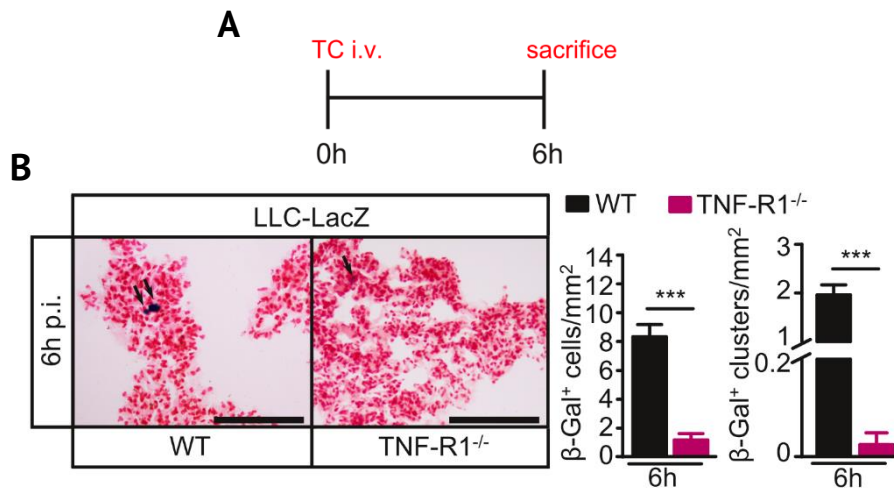 A
TC i.v.
sacrifice
0h
6h
B
LLC-LacZ
6h p.i.
WT
TNF-R1⁻/⁻
WT
TNF-R1⁻/⁻
β-Gal⁺ cells/mm²
14
12
10
8
6
4
2
0
***
6h
β-Gal⁺ clusters/mm²
3
2
1
0.2
0
***
6h